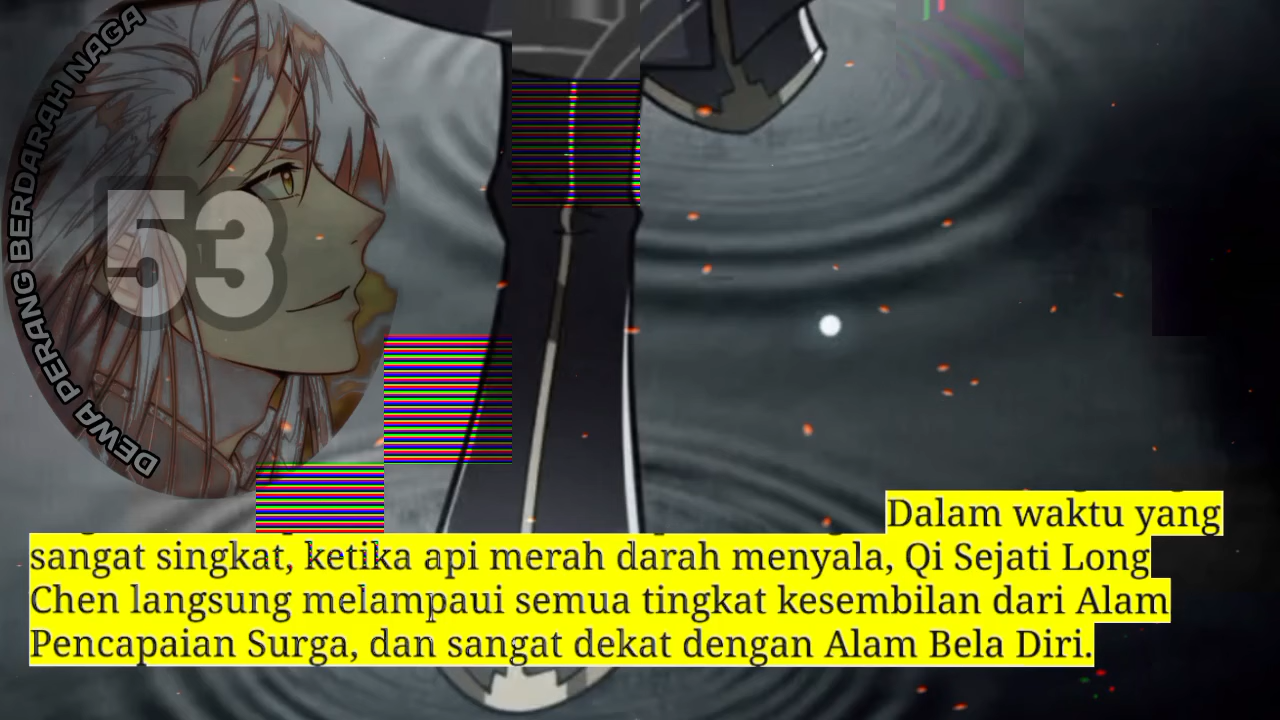 DEWA PERANG BERDARAH NAGA
53
Dalam waktu yang
sangat singkat, ketika api merah darah menyala, Qi Sejati Long
Chen langsung melampaui semua tingkat kesembilan dari Alam
Pencapaian Surga, dan sangat dekat dengan Alam Bela Diri.